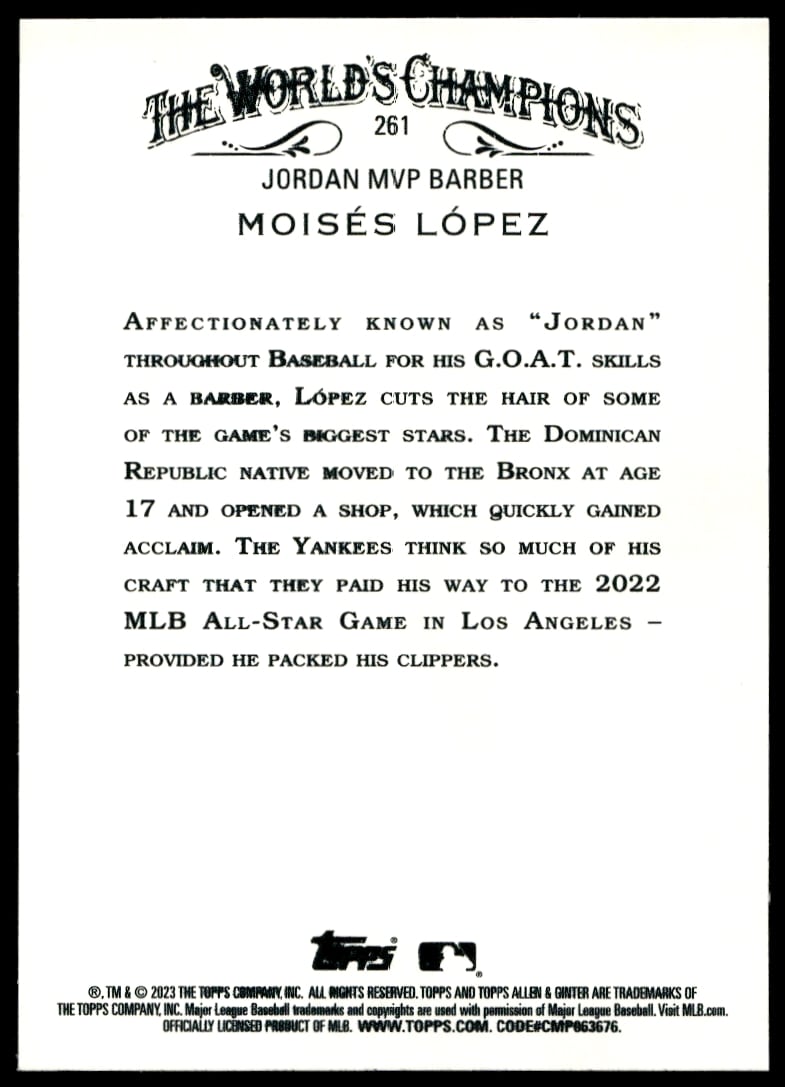 THE WORLD'S CHAMPIONS
261
JORDAN MVP BARBER
MOISÉS LÓPEZ
AFFECTIONATELY KNOWN AS “JORDAN”
THROUGHOUT BASEBALL FOR HIS G.O.A.T. SKILLS
AS A BARBER, LÓPEZ CUTS THE HAIR OF SOME
OF THE GAME'S BIGGEST STARS. THE DOMINICAN
REPUBLIC NATIVE MOVED TO THE BRONX AT AGE
17 AND OPENED A SHOP, WHICH QUICKLY GAINED
ACCLAIM. THE YANKEES THINK SO MUCH OF HIS
CRAFT THAT THEY PAID HIS WAY TO THE 2022
MLB ALL-STAR GAME IN LOS ANGELES –
PROVIDED HE PACKED HIS CLIPPERS.
TOPPS® ®
®, TM & © 2023 THE TOPPS COMPANY, INC. ALL RIGHTS RESERVED. TOPPS AND TOPPS ALLEN & GINTER ARE TRADEMARKS OF
THE TOPPS COMPANY, INC. Major League Baseball trademarks and copyrights are used with permission of Major League Baseball. Visit MLB.com.
OFFICIALLY LICENSED PRODUCT OF MLB. WWW.TOPPS.COM. CODE#CMP063676.